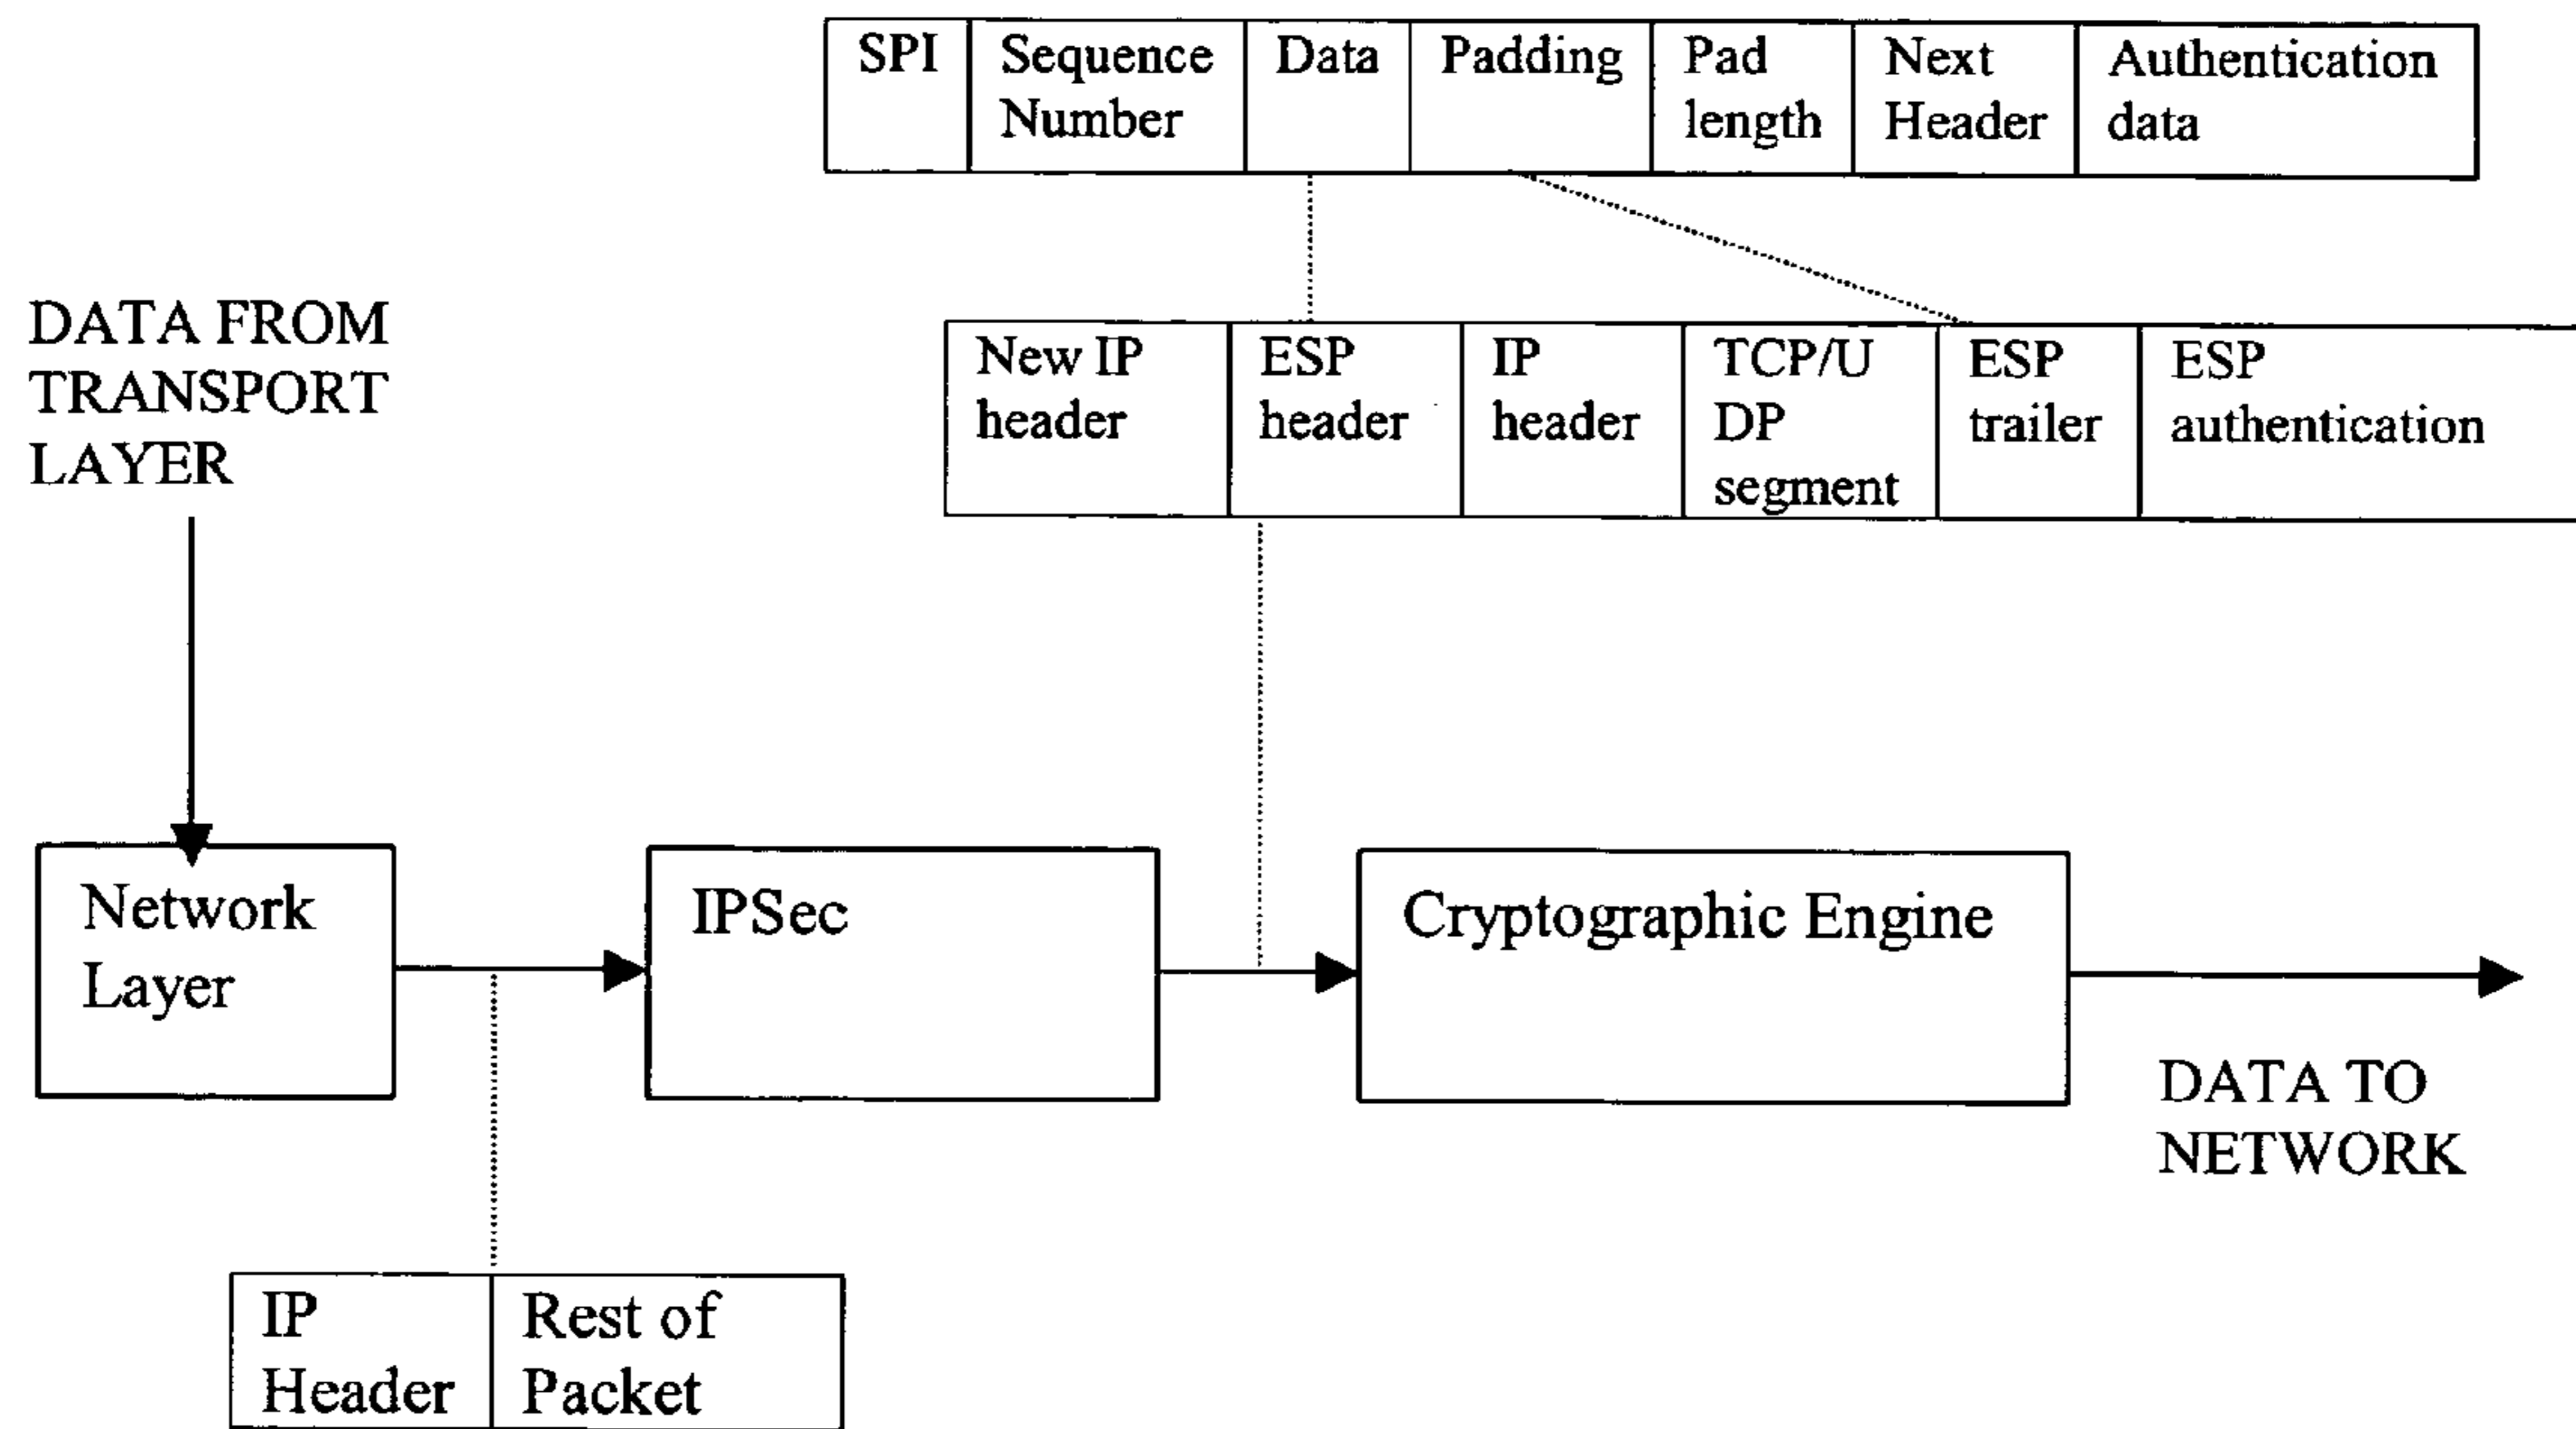 SPI
Sequence
Number
Data
Padding
Pad
length
Next
Header
Authentication
data
DATA FROM
TRANSPORT
LAYER
New IP
header
ESP
header
IP
header
TCP/U
DP
segment
ESP
trailer
ESP
authentication
Network
Layer
IPSec
Cryptographic Engine
DATA TO
NETWORK
IP
Header
Rest of
Packet